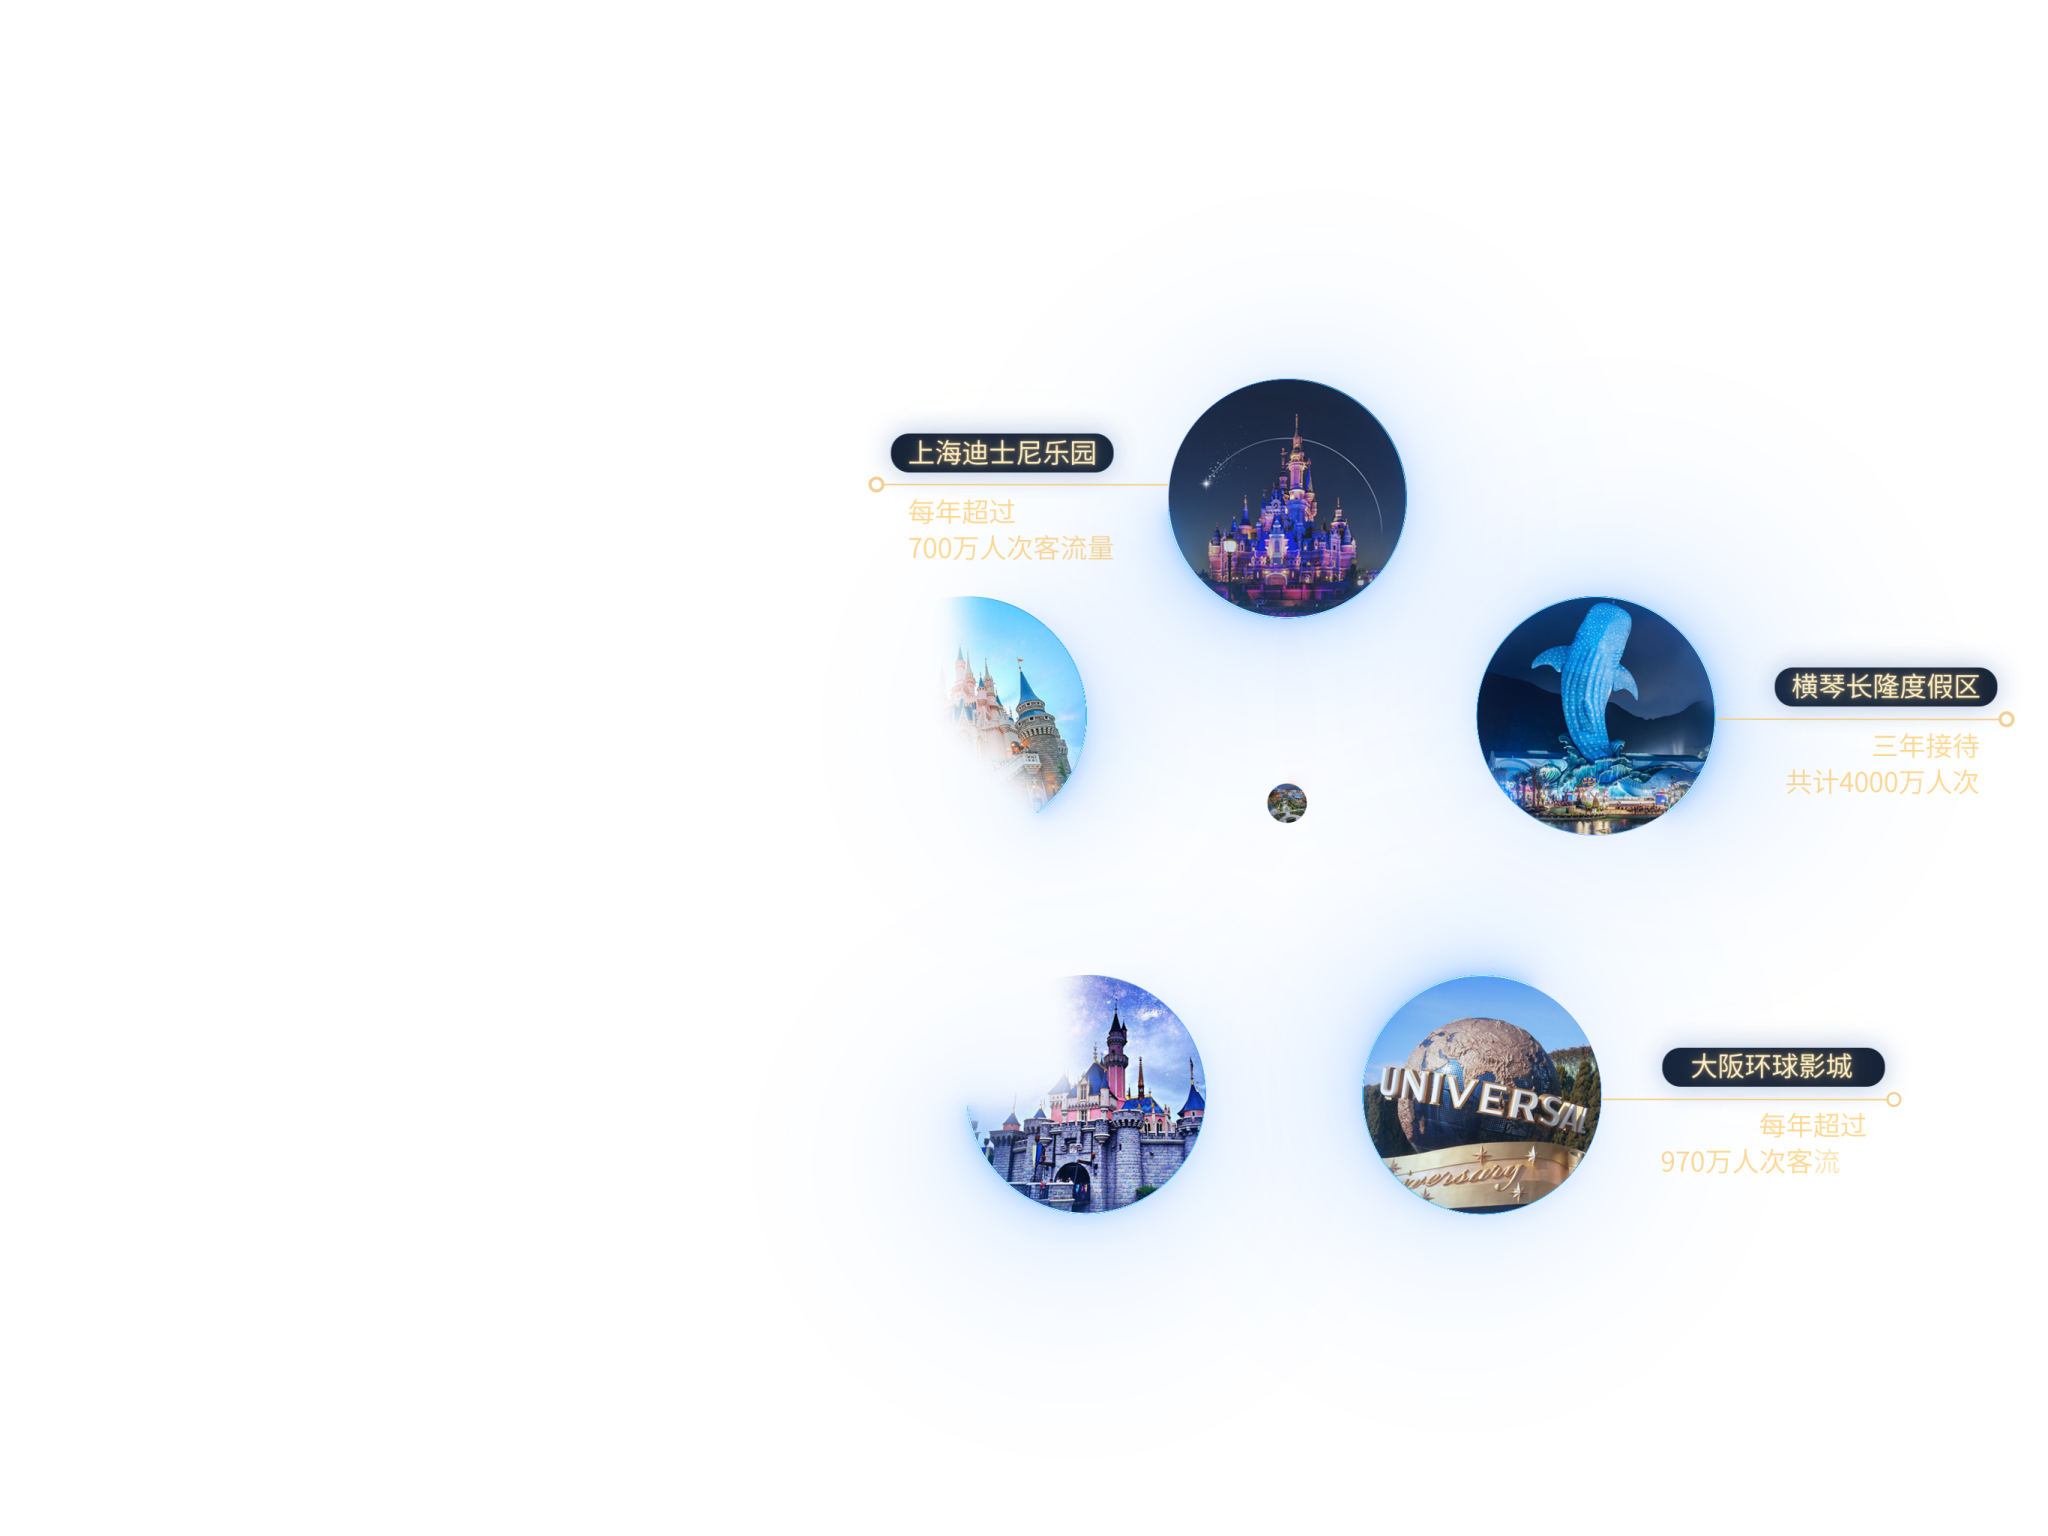 上海迪士尼乐园
每年超过
700万人次客流量
横琴长隆度假区
三年接待
共计4000万人次
UNIVERSAL
iversary
大阪环球影城
每年超过
970万人次客流